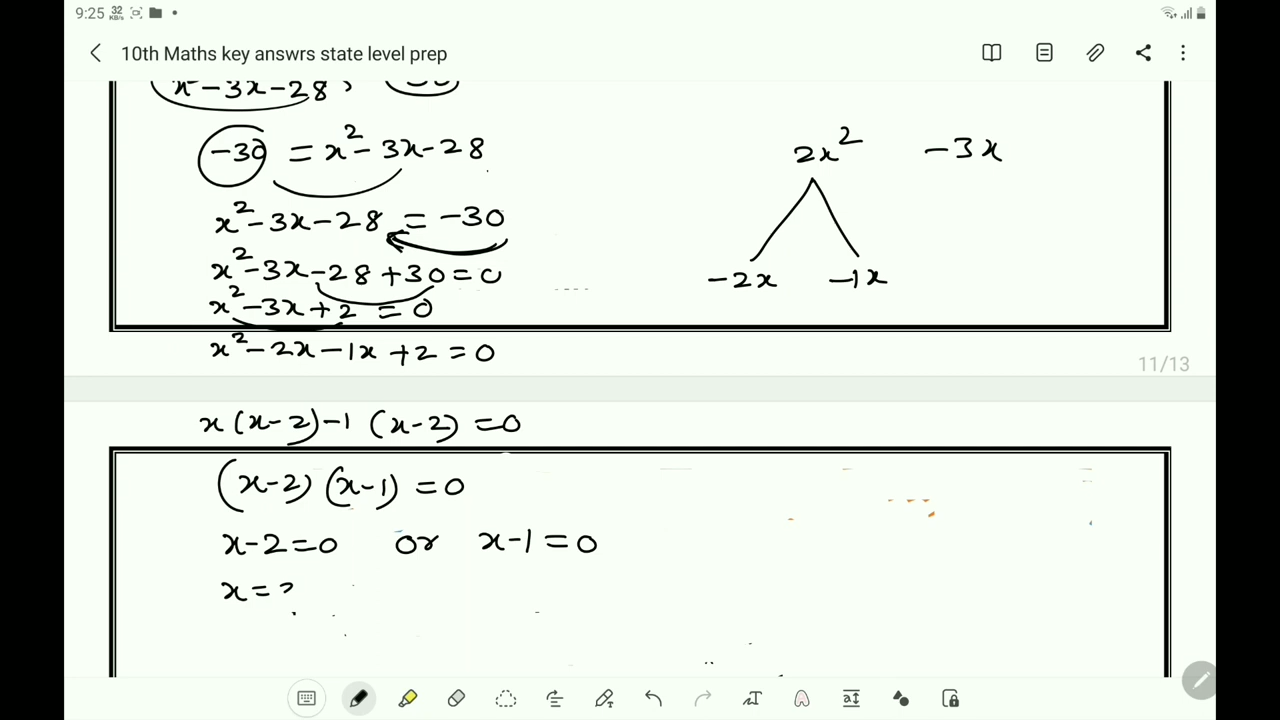 9:25 32 KB/s
10th Maths key answrs state level prep
x² - 3x - 28,
-30 = x² - 3x - 28
x² - 3x - 28 = -30
x² - 3x - 28 + 30 = 0
x² - 3x + 2 = 0
x² - 2x - 1x + 2 = 0
2x² -3x
-2x -1x
11/13
x (x-2) -1 (x-2) = 0
(x-2) (x-1) = 0
x-2=0 or x-1=0
x=